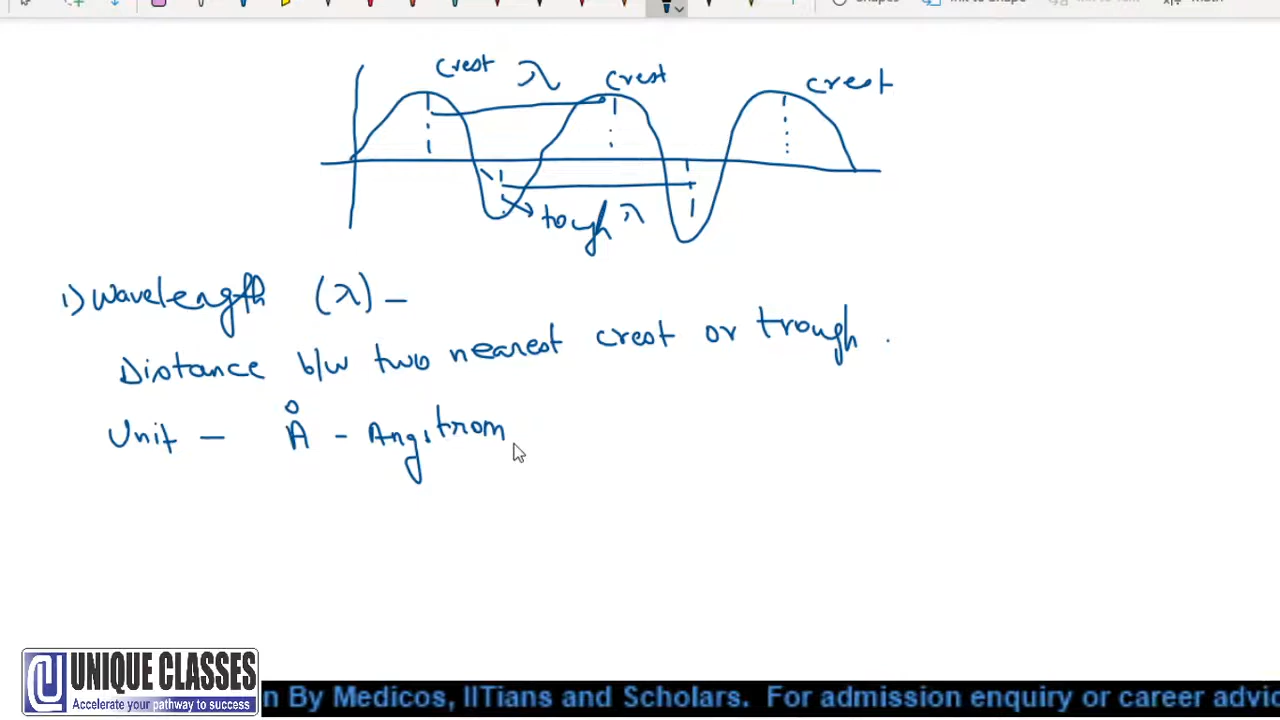 crest λ crest crest
tough λ
1) Wavelength (λ) –
Distance b/w two nearest crest or trough.
Unit – Å - Angstrom
UNIQUE CLASSES
Accelerate your pathway to success
n By Medicos, IITians and Scholars. For admission enquiry or career advic